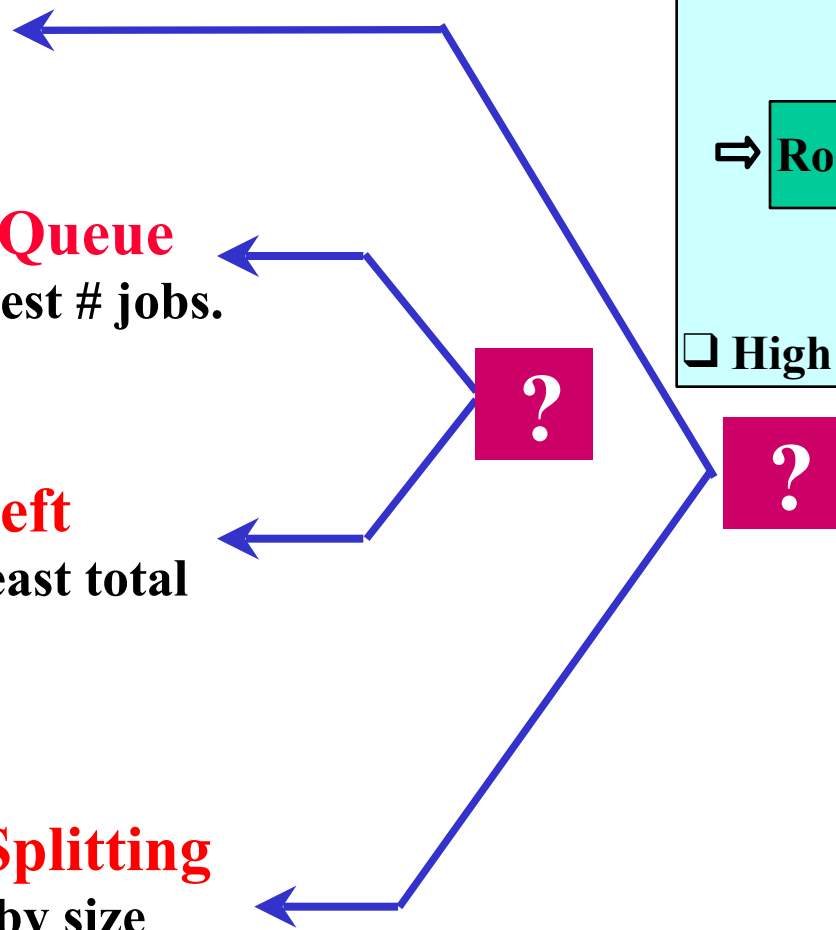 Queue
est # jobs.
?
eft
east total
Splitting
by size
Ro
❑ High
?